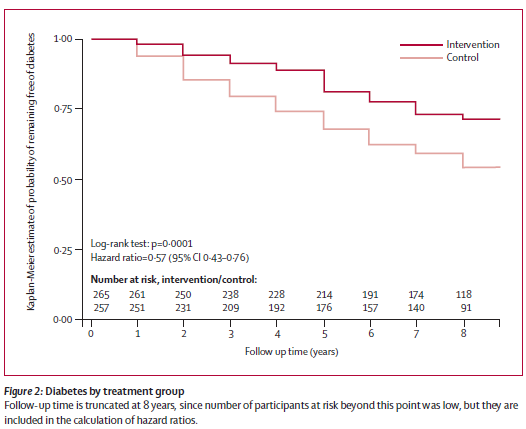 Kaplan-Meier estimate of probability of remaining free of diabetes
1·00
0·75
0·50
0·25
0·00
Intervention
Control
Log-rank test: p=0·0001
Hazard ratio=0·57 (95% CI 0·43–0·76)
Number at risk, intervention/control:
265 261 250 238 228 214 191 174 118
257 251 231 209 192 176 157 140 91
0 1 2 3 4 5 6 7 8
Follow up time (years)
Figure 2: Diabetes by treatment group
Follow-up time is truncated at 8 years, since number of participants at risk beyond this point was low, but they are
included in the calculation of hazard ratios.